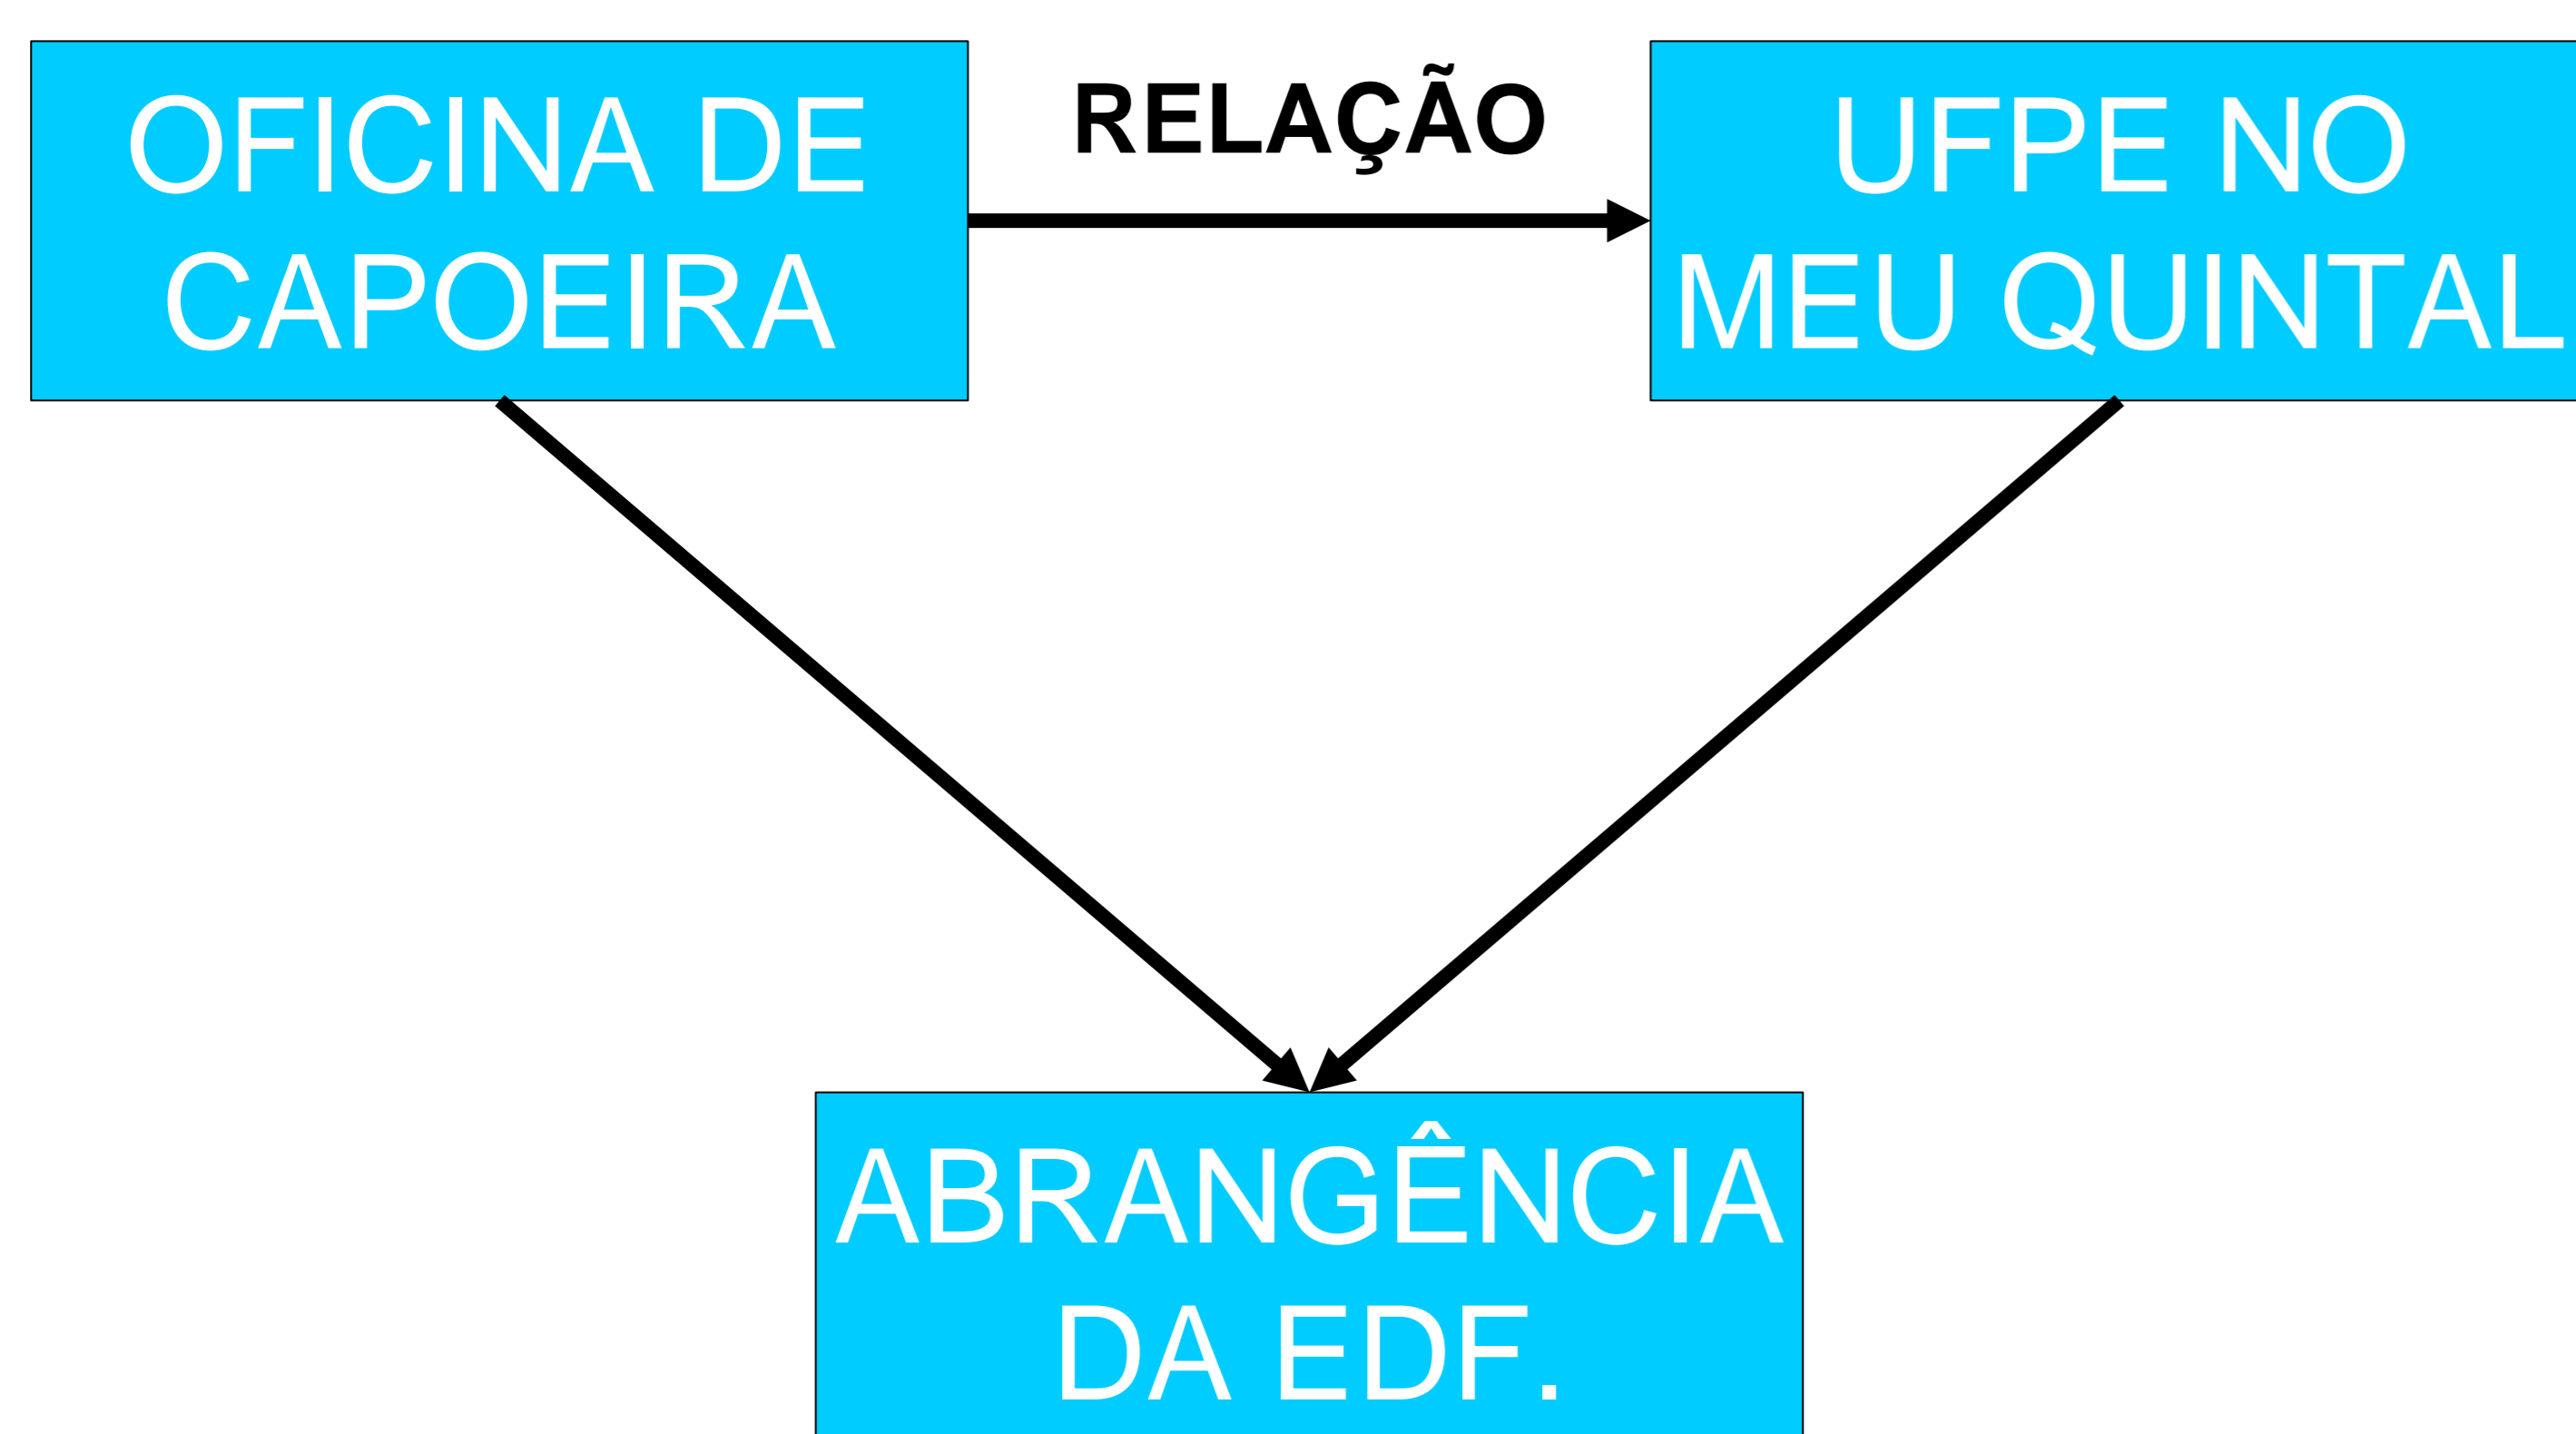 OFICINA DE
CAPOEIRA
RELAÇÃO
UFPE NO
MEU QUINTAL
ABRANGÊNCIA
DA EDF.